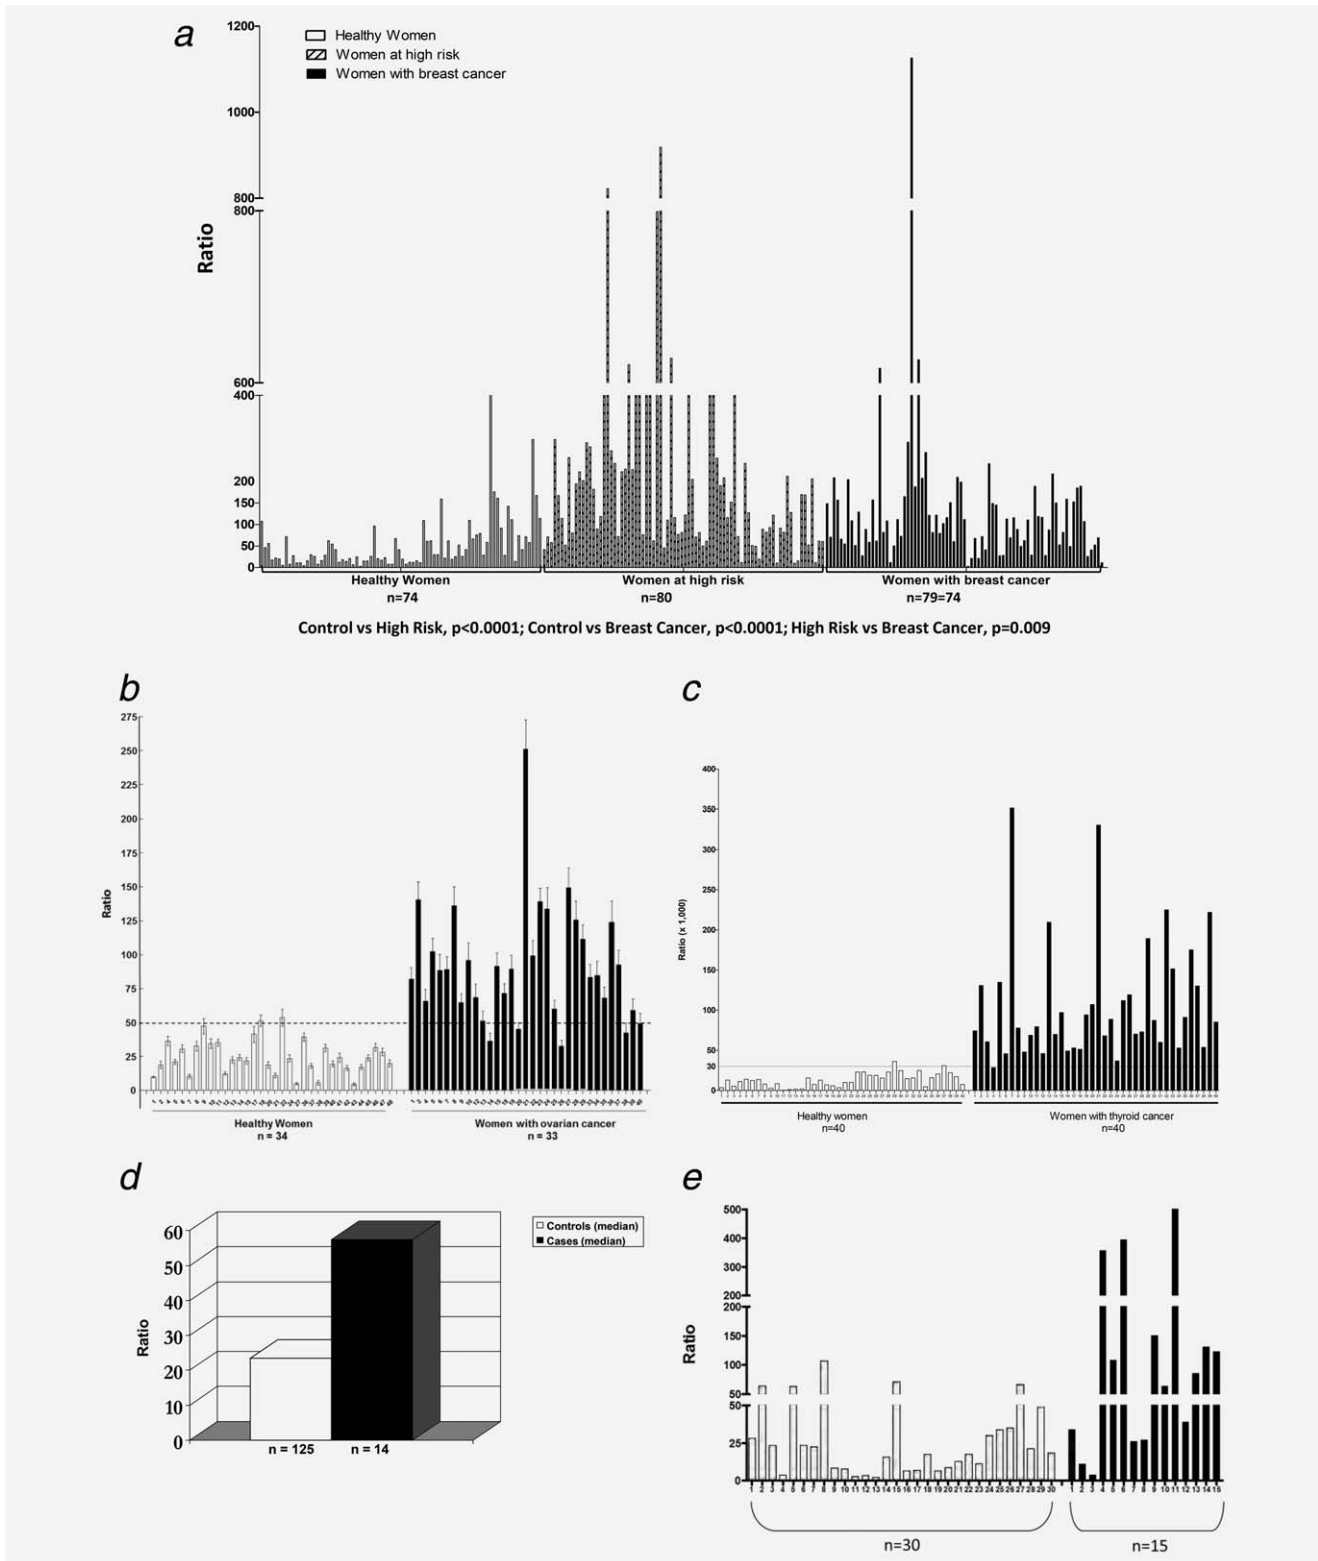 a
1200
Healthy Women
Women at high risk
Women with breast cancer
1000
800
800
Ratio
600
400
200
150
100
50
0
Healthy Women
n=74
Women at high risk
n=80
Women with breast cancer
n=79=74
Control vs High Risk, p<0.0001; Control vs Breast Cancer, p<0.0001; High Risk vs Breast Cancer, p=0.009
b
275
250
225
200
175
150
125
100
75
50
25
0
Ratio
Healthy Women
n = 34
Women with ovarian cancer
n = 33
c
400
350
300
250
200
150
100
50
30
0
Ratio (x 1,000)
Healthy women
n=40
Women with thyroid cancer
n=40
d
60
50
40
30
20
10
0
Ratio
n = 125 n = 14
Controls (median)
Cases (median)
e
500
400
300
200
200
150
100
50
50
25
0
Ratio
1 2 3 4 5 6 7 8 9 10 11 12 13 14 15 16 17 18 19 20 21 22 23 24 25 26 27 28 29 30
1 2 3 4 5 6 7 8 9 10 11 12 13 14 15
n=30
n=15